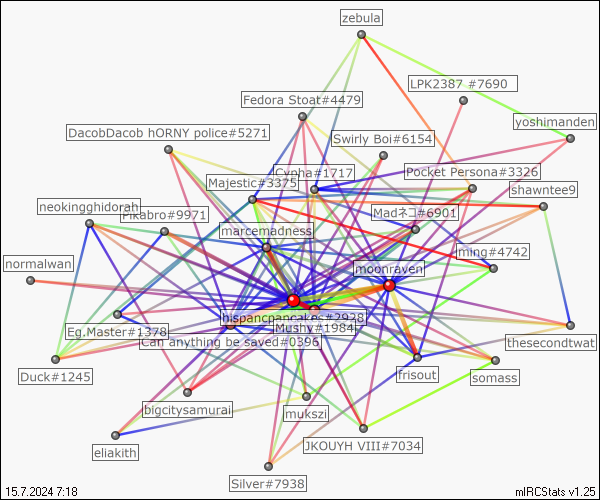 zebula
LPK2387 #7690
Fedora Stoat#4479
yoshimanden
DacobDacob hORNY police#5271
Swirly Boi#6154
Cypha#1717
Pocket Persona#3326
Majestic#3375
shawntee9
neokingghidorah
Pikabro#9971
Madネコ#6901
marcemadness
ming#4742
normalwan
moonraven
hispancpancakes#2928
Mushy#1984
Eg.Master#1378
Can anything be saved#0396
thesecondtwat
Duck#1245
frisout
somass
bigcitysamurai
mukszi
JKOUYH VIII#7034
eliakith
Silver#7938
15.7.2024 7:18
mIRCStats v1.25